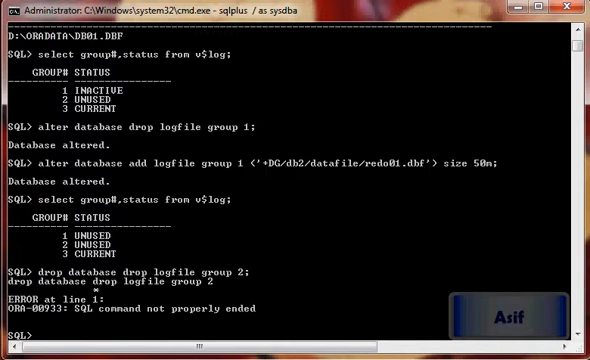 Administrator: C:\Windows\system32\cmd.exe - sqlplus / as sysdba
D:\ORADATA\DB01.DBF
SQL> select group#,status from v$log;
GROUP# STATUS
---------- ----------------
1 INACTIVE
2 UNUSED
3 CURRENT
SQL> alter database drop logfile group 1;
Database altered.
SQL> alter database add logfile group 1 ('+DG/db2/datafile/redo01.dbf') size 50m;
Database altered.
SQL> select group#,status from v$log;
GROUP# STATUS
---------- ----------------
1 UNUSED
2 UNUSED
3 CURRENT
SQL> drop database drop logfile group 2;
drop database drop logfile group 2
*
ERROR at line 1:
ORA-00933: SQL command not properly ended
Asif
SQL>